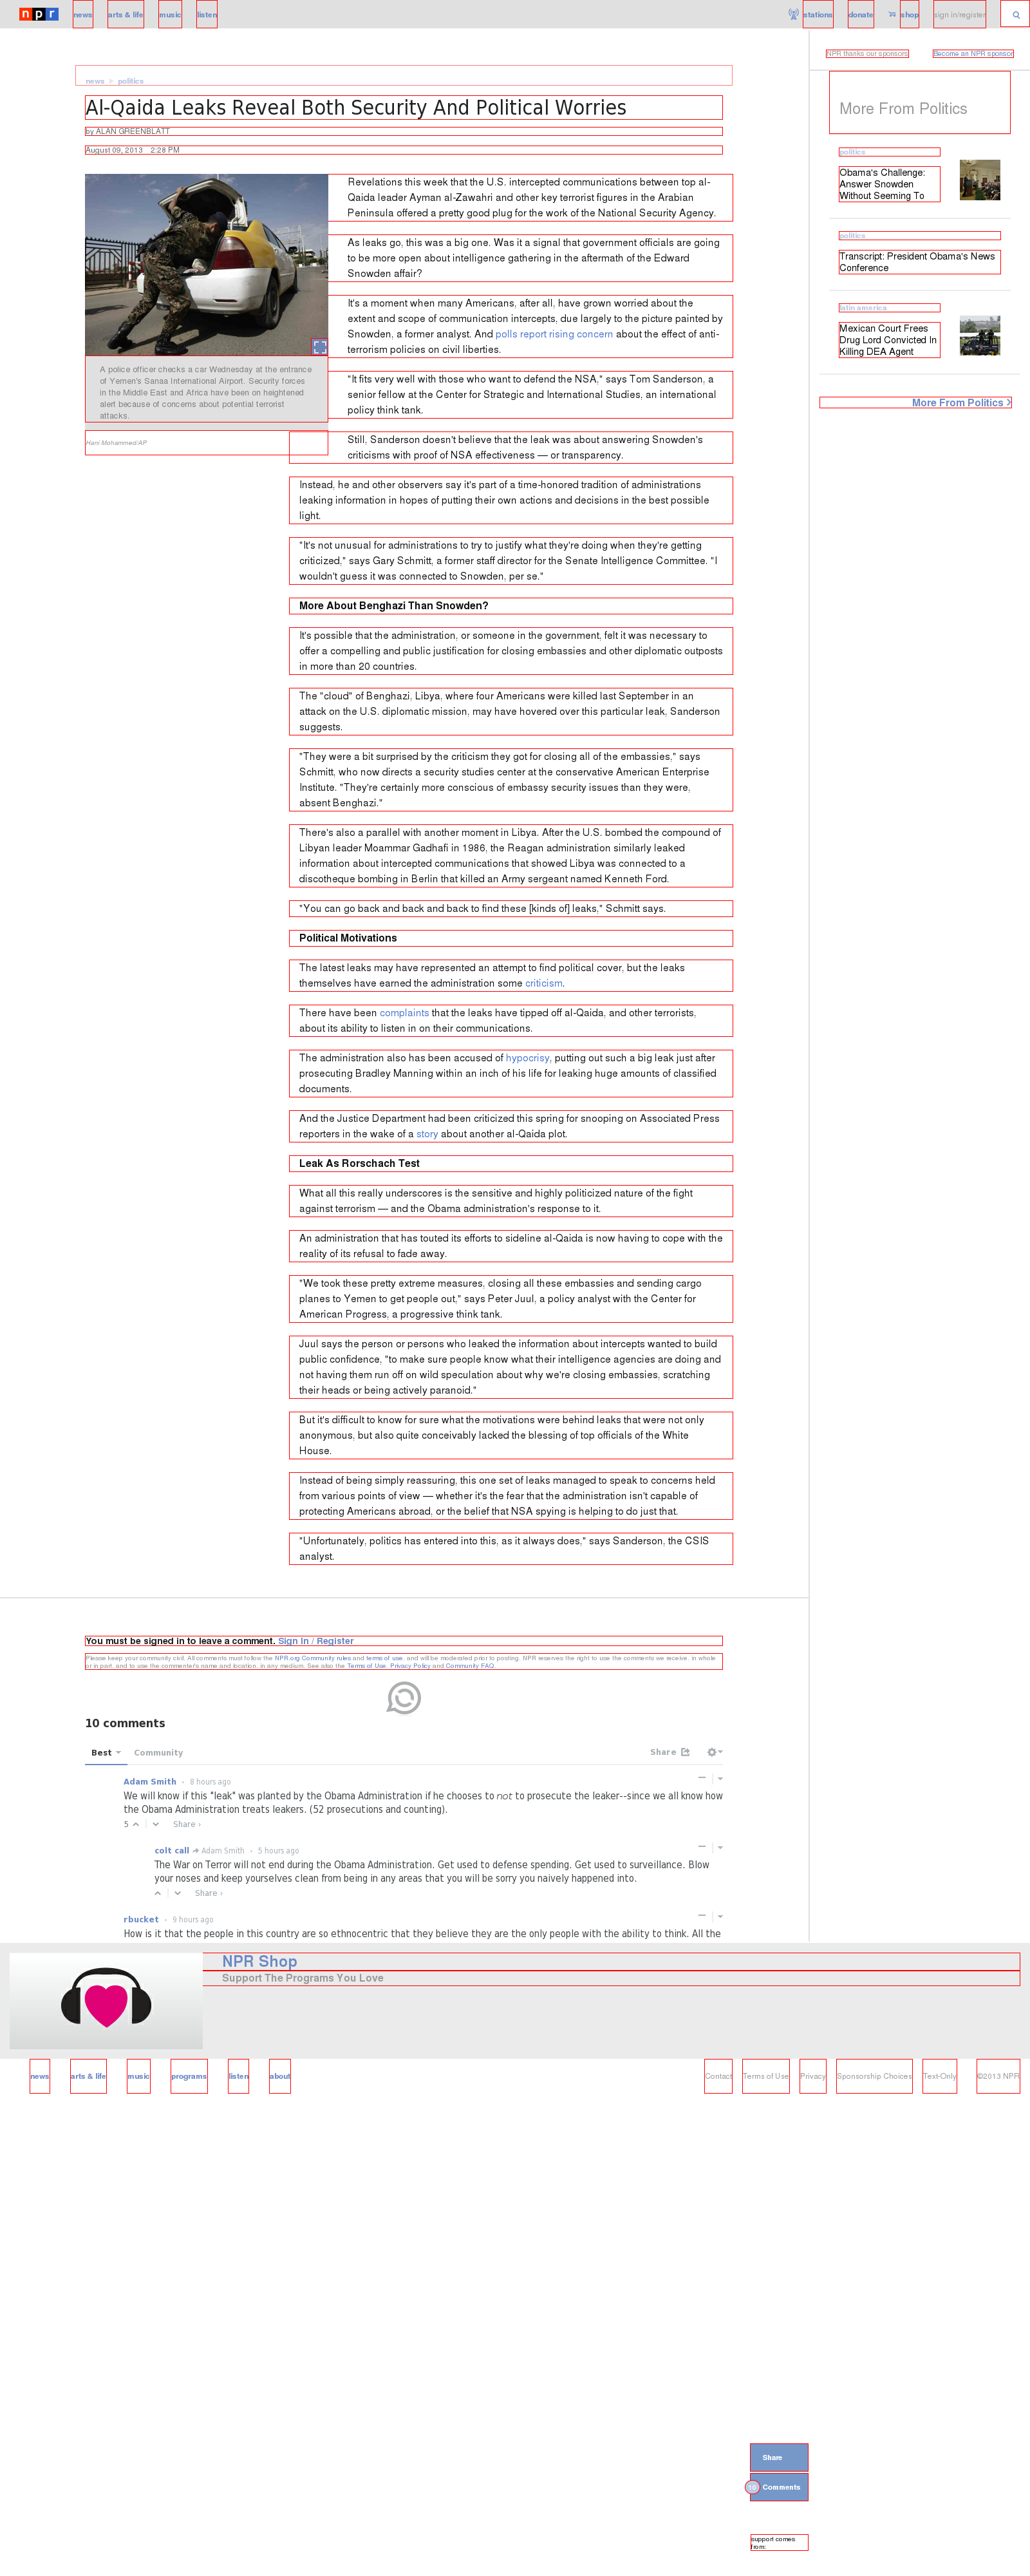 npr
news
arts & life
music
listen
stations
donate
shop
sign in/register
NPR thanks our sponsors
Become an NPR sponsor
news > politics
Al-Qaida Leaks Reveal Both Security And Political Worries
by ALAN GREENBLATT
August 09, 2013 2:28 PM
A police officer checks a car Wednesday at the entrance
of Yemen's Sanaa International Airport. Security forces
in the Middle East and Africa have been on heightened
alert because of concerns about potential terrorist
attacks.
Hani Mohammed/AP
Revelations this week that the U.S. intercepted communications between top al-
Qaida leader Ayman al-Zawahri and other key terrorist figures in the Arabian
Peninsula offered a pretty good plug for the work of the National Security Agency.
As leaks go, this was a big one. Was it a signal that government officials are going
to be more open about intelligence gathering in the aftermath of the Edward
Snowden affair?
It's a moment when many Americans, after all, have grown worried about the
extent and scope of communication intercepts, due largely to the picture painted by
Snowden, a former analyst. And polls report rising concern about the effect of anti-
terrorism policies on civil liberties.
"It fits very well with those who want to defend the NSA," says Tom Sanderson, a
senior fellow at the Center for Strategic and International Studies, an international
policy think tank.
Still, Sanderson doesn't believe that the leak was about answering Snowden's
criticisms with proof of NSA effectiveness — or transparency.
Instead, he and other observers say it's part of a time-honored tradition of administrations
leaking information in hopes of putting their own actions and decisions in the best possible
light.
"It's not unusual for administrations to try to justify what they're doing when they're getting
criticized," says Gary Schmitt, a former staff director for the Senate Intelligence Committee. "I
wouldn't guess it was connected to Snowden, per se."
More About Benghazi Than Snowden?
It's possible that the administration, or someone in the government, felt it was necessary to
offer a compelling and public justification for closing embassies and other diplomatic outposts
in more than 20 countries.
The "cloud" of Benghazi, Libya, where four Americans were killed last September in an
attack on the U.S. diplomatic mission, may have hovered over this particular leak, Sanderson
suggests.
"They were a bit surprised by the criticism they got for closing all of the embassies," says
Schmitt, who now directs a security studies center at the conservative American Enterprise
Institute. "They're certainly more conscious of embassy security issues than they were,
absent Benghazi."
There's also a parallel with another moment in Libya. After the U.S. bombed the compound of
Libyan leader Moammar Gadhafi in 1986, the Reagan administration similarly leaked
information about intercepted communications that showed Libya was connected to a
discotheque bombing in Berlin that killed an Army sergeant named Kenneth Ford.
"You can go back and back and back to find these [kinds of] leaks," Schmitt says.
Political Motivations
The latest leaks may have represented an attempt to find political cover, but the leaks
themselves have earned the administration some criticism.
There have been complaints that the leaks have tipped off al-Qaida, and other terrorists,
about its ability to listen in on their communications.
The administration also has been accused of hypocrisy, putting out such a big leak just after
prosecuting Bradley Manning within an inch of his life for leaking huge amounts of classified
documents.
And the Justice Department had been criticized this spring for snooping on Associated Press
reporters in the wake of a story about another al-Qaida plot.
Leak As Rorschach Test
What all this really underscores is the sensitive and highly politicized nature of the fight
against terrorism — and the Obama administration's response to it.
An administration that has touted its efforts to sideline al-Qaida is now having to cope with the
reality of its refusal to fade away.
"We took these pretty extreme measures, closing all these embassies and sending cargo
planes to Yemen to get people out," says Peter Juul, a policy analyst with the Center for
American Progress, a progressive think tank.
Juul says the person or persons who leaked the information about intercepts wanted to build
public confidence, "to make sure people know what their intelligence agencies are doing and
not having them run off on wild speculation about why we're closing embassies, scratching
their heads or being actively paranoid."
But it's difficult to know for sure what the motivations were behind leaks that were not only
anonymous, but also quite conceivably lacked the blessing of top officials of the White
House.
Instead of being simply reassuring, this one set of leaks managed to speak to concerns held
from various points of view — whether it's the fear that the administration isn't capable of
protecting Americans abroad, or the belief that NSA spying is helping to do just that.
"Unfortunately, politics has entered into this, as it always does," says Sanderson, the CSIS
analyst.
More From Politics
politics
Obama's Challenge:
Answer Snowden
Without Seeming To
politics
Transcript: President Obama's News
Conference
latin america
Mexican Court Frees
Drug Lord Convicted In
Killing DEA Agent
More From Politics >
You must be signed in to leave a comment. Sign In / Register
Please keep your community civil. All comments must follow the NPR.org Community rules and terms of use, and will be moderated prior to posting. NPR reserves the right to use the comments we receive, in whole
or in part, and to use the commenter's name and location, in any medium. See also the Terms of Use, Privacy Policy and Community FAQ.
10 comments
Best
Community
Share
Adam Smith • 8 hours ago
We will know if this "leak" was planted by the Obama Administration if he chooses to not to prosecute the leaker--since we all know how
the Obama Administration treats leakers. (52 prosecutions and counting).
5 Share ›
colt call Adam Smith • 5 hours ago
The War on Terror will not end during the Obama Administration. Get used to defense spending. Get used to surveillance. Blow
your noses and keep yourselves clean from being in any areas that you will be sorry you naively happened into.
Share ›
rbucket • 9 hours ago
How is it that the people in this country are so ethnocentric that they believe they are the only people with the ability to think. All the
NPR Shop
Support The Programs You Love
news
arts & life
music
programs
listen
about
Contact
Terms of Use
Privacy
Sponsorship Choices
Text-Only
©2013 NPR
Share
10 Comments
support comes
from: